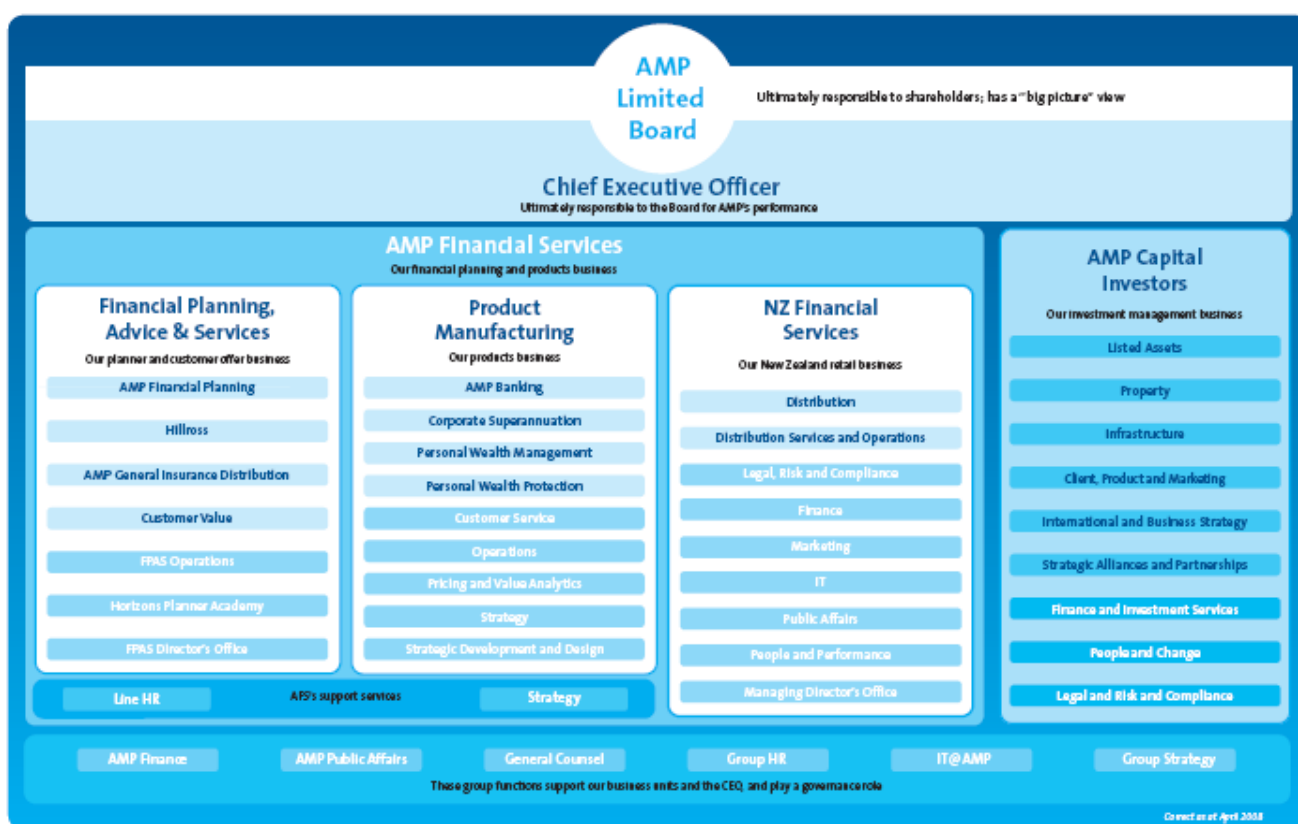 AMP
Limited
Board
Ultimately responsible to shareholders; has a "big picture" view
Chief Executive Officer
Ultimately responsible to the Board for AMP's performance
AMP Financial Services
Our financial planning and products business
Financial Planning,
Advice & Services
Our planner and customer offer business
AMP Financial Planning
Hillross
AMP General Insurance Distribution
Customer Value
FPAS Operations
Horizons Planner Academy
FPAS Director's Office
Product
Manufacturing
Our products business
AMP Banking
Corporate Superannuation
Personal Wealth Management
Personal Wealth Protection
Customer Service
Operations
Pricing and Value Analytics
Strategy
Strategic Development and Design
Line HR
AFS's support services
Strategy
NZ Financial
Services
Our New Zealand retail business
Distribution
Distribution Services and Operations
Legal, Risk and Compliance
Finance
Marketing
IT
Public Affairs
People and Performance
Managing Director's Office
AMP Capital
Investors
Our investment management business
Listed Assets
Property
Infrastructure
Client, Product and Marketing
International and Business Strategy
Strategic Alliances and Partnerships
Finance and Investment Services
People and Change
Legal and Risk and Compliance
AMP Finance
AMP Public Affairs
General Counsel
Group HR
IT@AMP
Group Strategy
These group functions support our business units and the CEO, and play a governance role
Correct as at April 2008